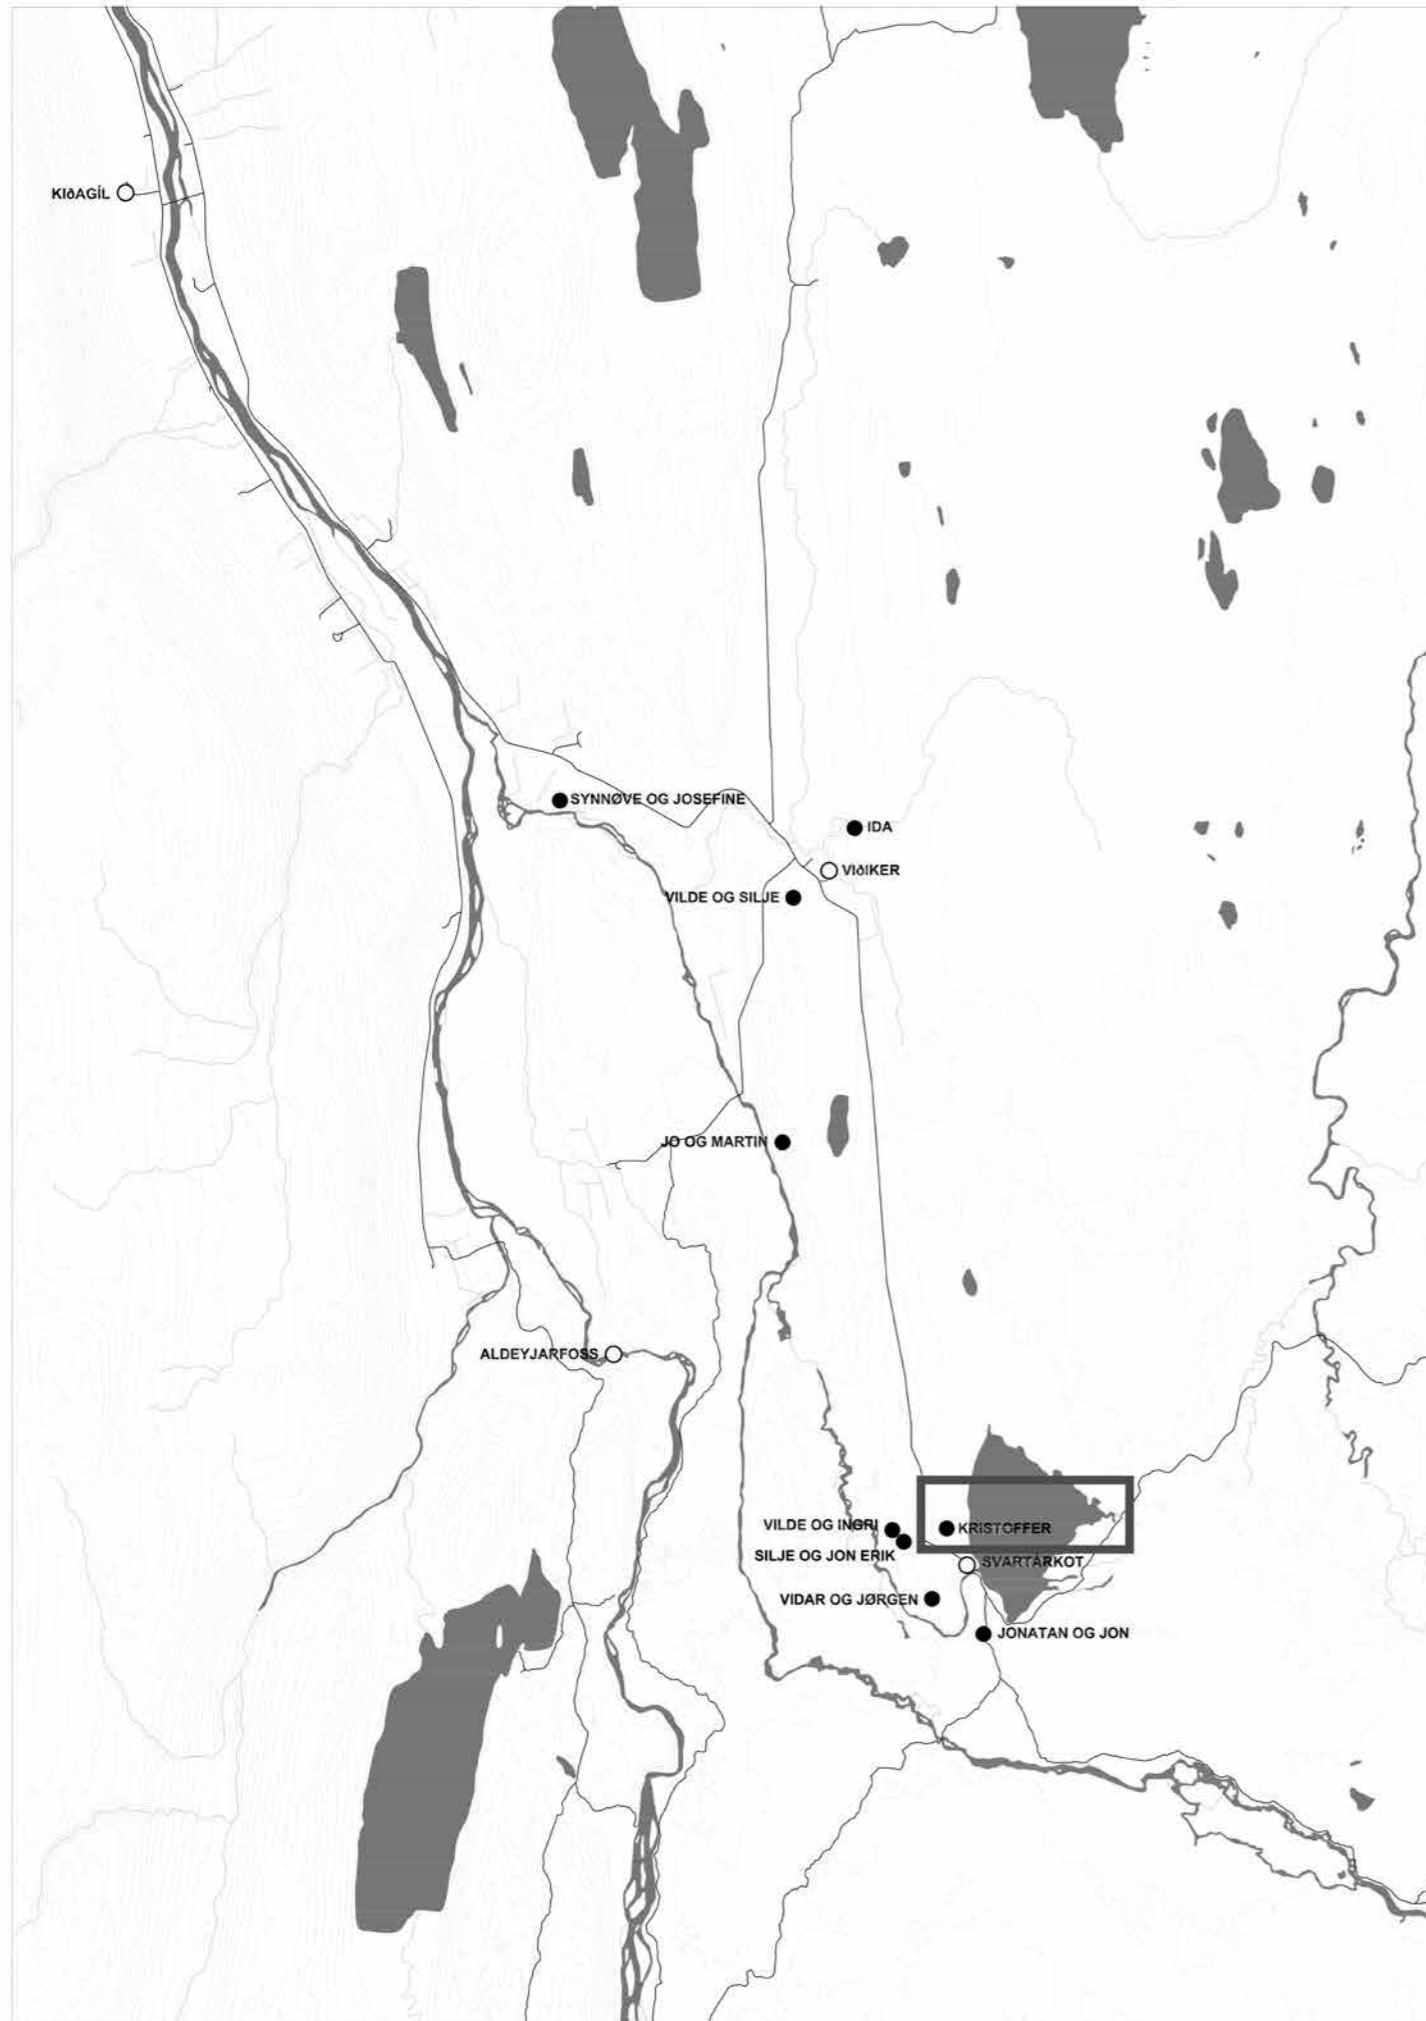 KIðAGÍL
SYNNØVE OG JOSEFINE
IDA
VIðIKER
VILDE OG SILJE
JO OG MARTIN
ALDEYJARFOSS
VILDE OG INGRI
KRISTOFFER
SILJE OG JON ERIK
SVARTÁRKOT
VIDAR OG JØRGEN
JONATAN OG JON